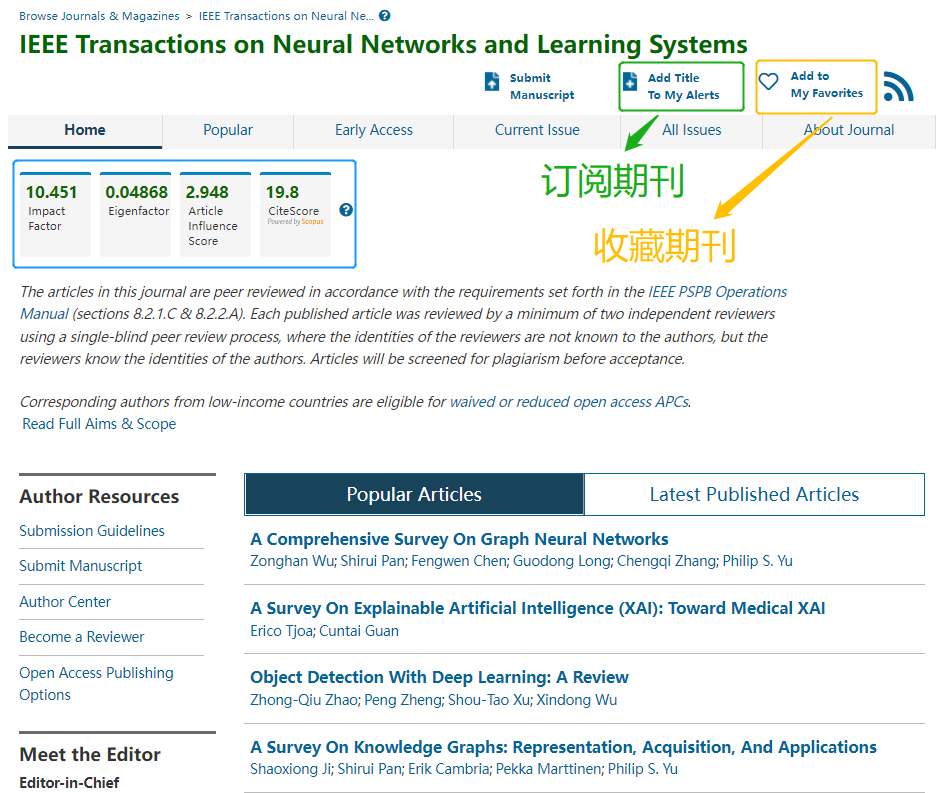 Browse Journals & Magazines > IEEE Transactions on Neural Ne... ?
IEEE Transactions on Neural Networks and Learning Systems
Submit
Manuscript
Add Title
To My Alerts
Add to
My Favorites
Home
Popular
Early Access
Current Issue
All Issues
About Journal
订阅期刊
收藏期刊
10.451
Impact
Factor
0.04868
Eigenfactor
2.948
Article
Influence
Score
19.8
CiteScore
Powered by Scopus
?
The articles in this journal are peer reviewed in accordance with the requirements set forth in the IEEE PSPB Operations
Manual (sections 8.2.1.C & 8.2.2.A). Each published article was reviewed by a minimum of two independent reviewers
using a single-blind peer review process, where the identities of the reviewers are not known to the authors, but the
reviewers know the identities of the authors. Articles will be screened for plagiarism before acceptance.
Corresponding authors from low-income countries are eligible for waived or reduced open access APCs.
Read Full Aims & Scope
Author Resources
Submission Guidelines
Submit Manuscript
Author Center
Become a Reviewer
Open Access Publishing
Options
Meet the Editor
Editor-in-Chief
Popular Articles
Latest Published Articles
A Comprehensive Survey On Graph Neural Networks
Zonghan Wu; Shirui Pan; Fengwen Chen; Guodong Long; Chengqi Zhang; Philip S. Yu
A Survey On Explainable Artificial Intelligence (XAI): Toward Medical XAI
Erico Tjoa; Cuntai Guan
Object Detection With Deep Learning: A Review
Zhong-Qiu Zhao; Peng Zheng; Shou-Tao Xu; Xindong Wu
A Survey On Knowledge Graphs: Representation, Acquisition, And Applications
Shaoxiong Ji; Shirui Pan; Erik Cambria; Pekka Marttinen; Philip S. Yu